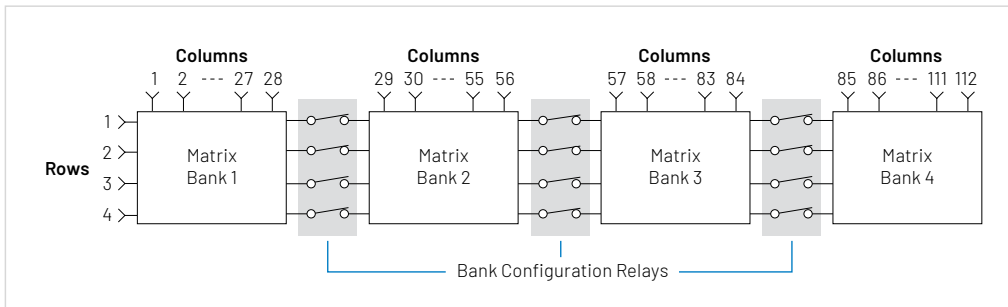 Columns Columns Columns Columns
1 2 --- 27 28 29 30 --- 55 56 57 58 --- 83 84 85 86 --- 111 112
1
2
Rows
3
4
Matrix Matrix Matrix Matrix
Bank 1 Bank 2 Bank 3 Bank 4
Bank Configuration Relays